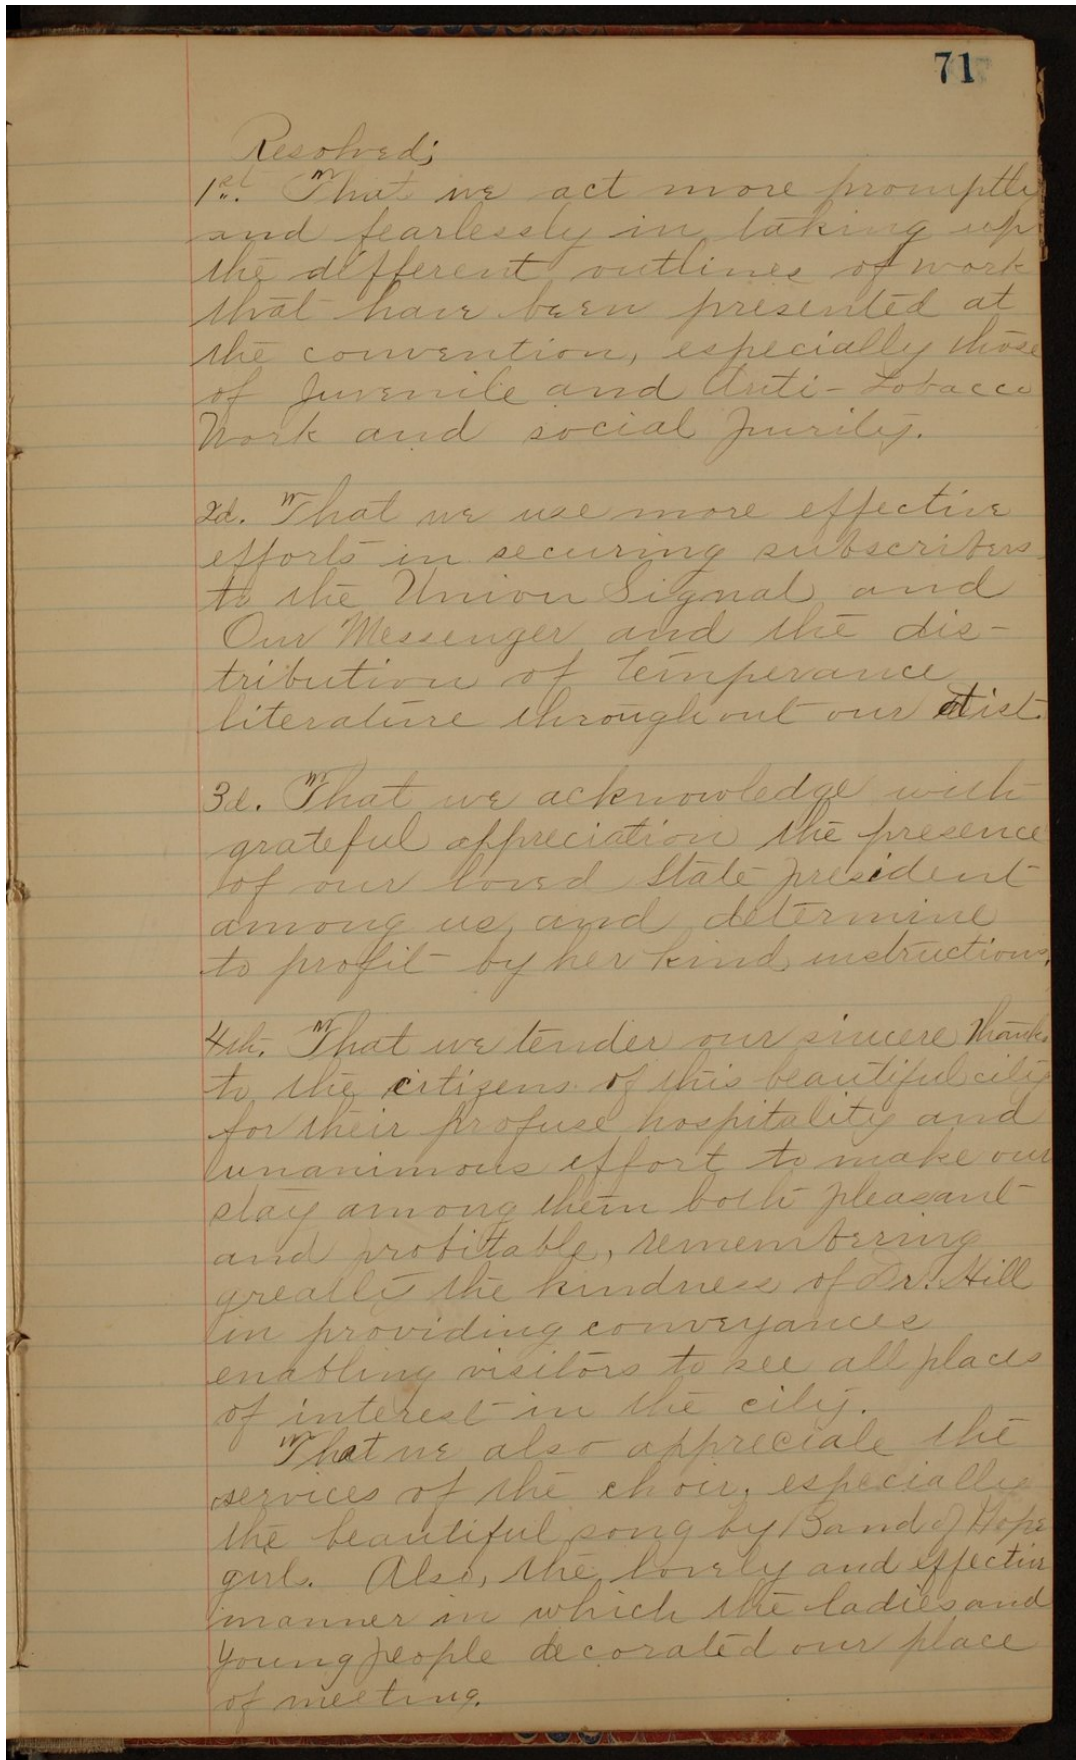 71
Resolved;
1st. That we act more promptly
and fearlessly in taking up
the different outlines of work
that have been presented at
the convention, especially those
of Juvenile and Anti-Tobacco
Work and social purity.
2d. That we use more effective
efforts in securing subscribers
to the Union Signal and
Our Messenger and the dis-
tribution of temperance
literature throughout our dist.
3d. That we acknowledge with
grateful appreciation the presence
of our loved State president
among us, and determine
to profit by her kind instructions.
4th. That we tender our sincere thanks
to the citizens of this beautiful city
for their profuse hospitality and
unanimous effort to make our
stay among them both pleasant
and profitable, remembering
greatly the kindness of Dr. Hill
in providing conveyances
enabling visitors to see all places
of interest in the city.
That we also appreciate the
services of the choir, especially
the beautiful song by Band of Hope
girls. Also, the lovely and effective
manner in which the ladies and
young people decorated our place
of meeting.